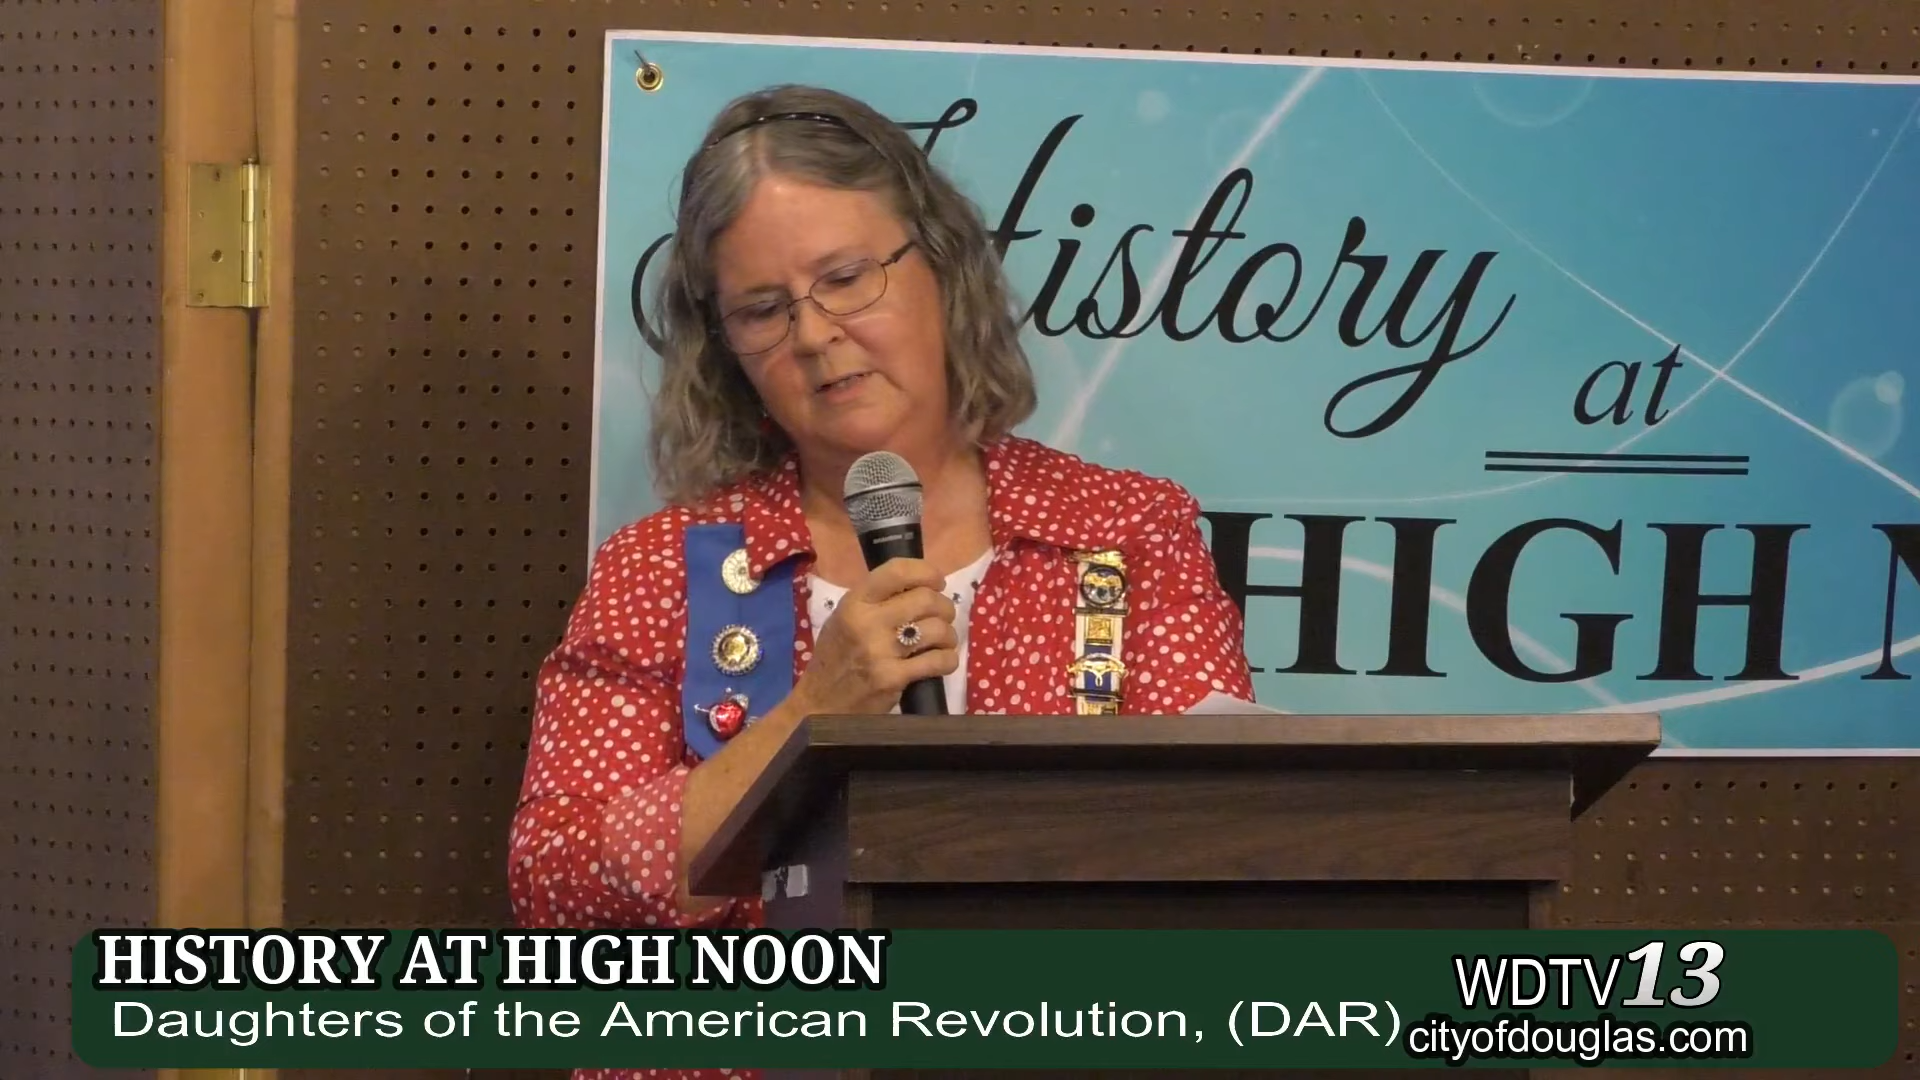 History
at
HIGH N
HISTORY AT HIGH NOON
Daughters of the American Revolution, (DAR)
WDTV13
cityofdouglas.com